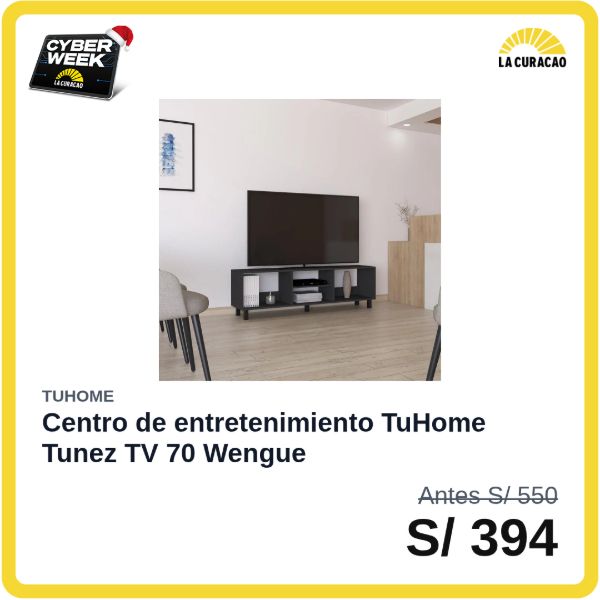 CYBER
WEEK
LA CURACAO
LA CURACAO
TUHOME
Centro de entretenimiento TuHome
Tunez TV 70 Wengue
Antes S/ 550
S/ 394